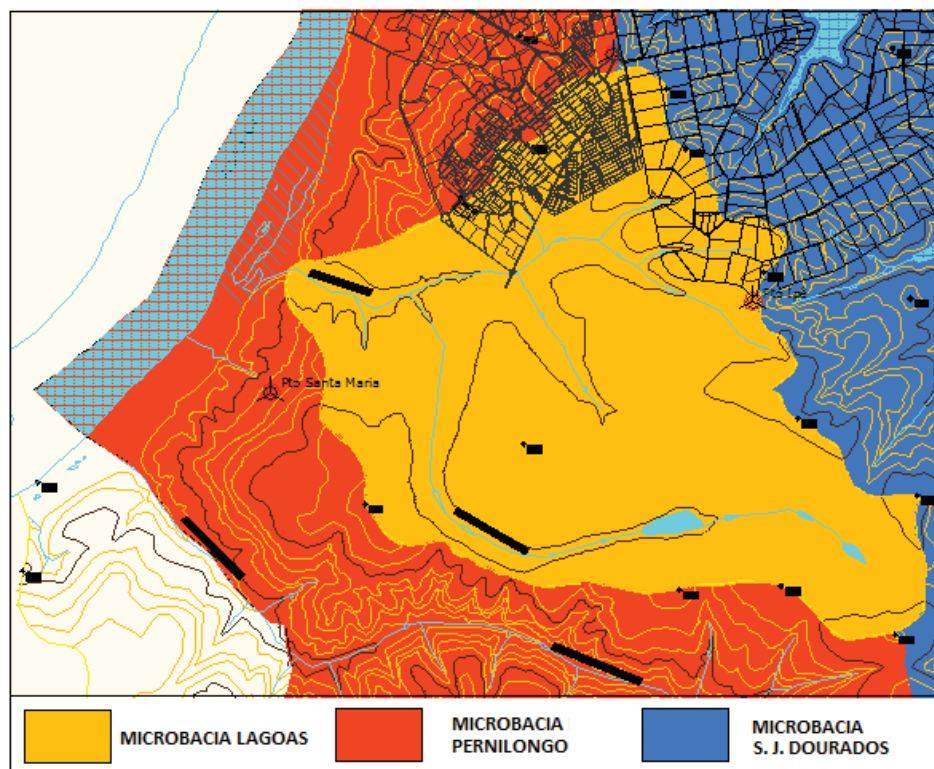 Pto Santa Maria
MICROBACIA LAGOAS
MICROBACIA
PERNILONGO
MICROBACIA
S. J. DOURADOS